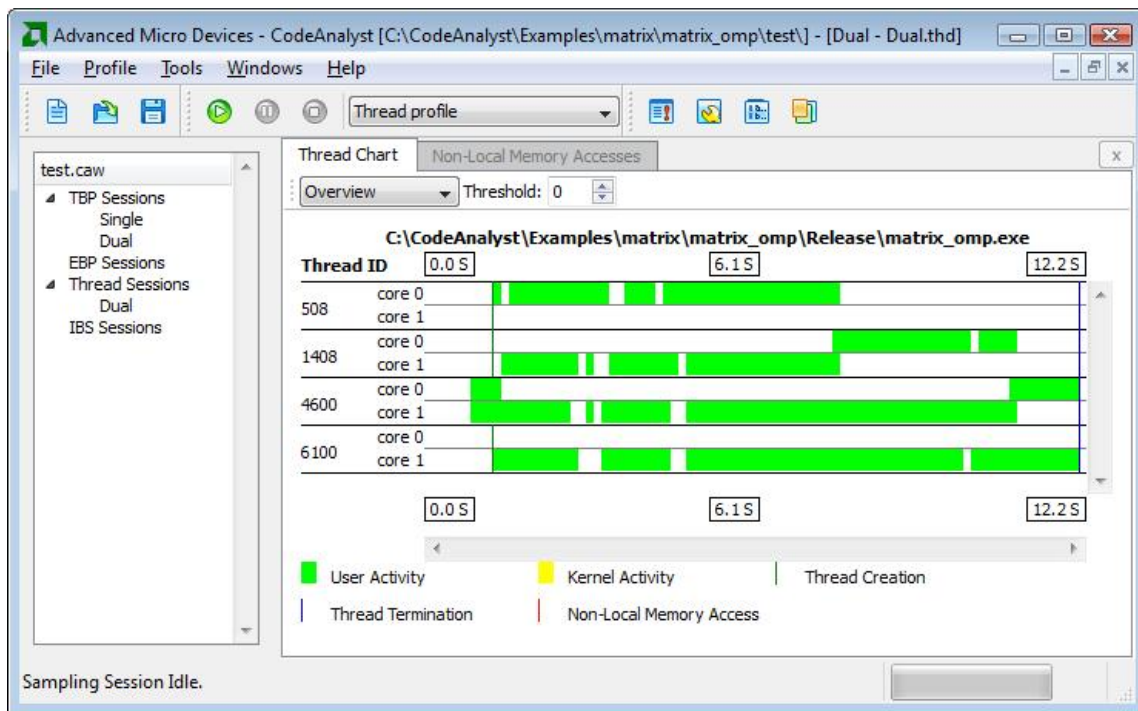 Advanced Micro Devices - CodeAnalyst [C:\CodeAnalyst\Examples\matrix\matrix_omp\test\] - [Dual - Dual.thd]
File Profile Tools Windows Help
Thread profile
test.caw
TBP Sessions
Single
Dual
EBP Sessions
Thread Sessions
Dual
IBS Sessions
Thread Chart Non-Local Memory Accesses
Overview Threshold: 0
C:\CodeAnalyst\Examples\matrix\matrix_omp\Release\matrix_omp.exe
Thread ID 0.0 S 6.1 S 12.2 S
508 core 0
core 1
1408 core 0
core 1
4600 core 0
core 1
6100 core 0
core 1
0.0 S 6.1 S 12.2 S
User Activity Kernel Activity Thread Creation
Thread Termination Non-Local Memory Access
Sampling Session Idle.